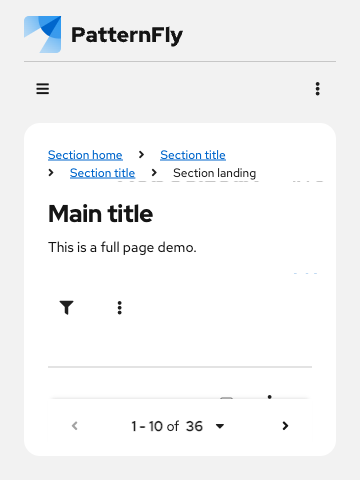 PatternFly
Section home Section title
Section title Section landing
Main title
This is a full page demo.
1 - 10 of 36